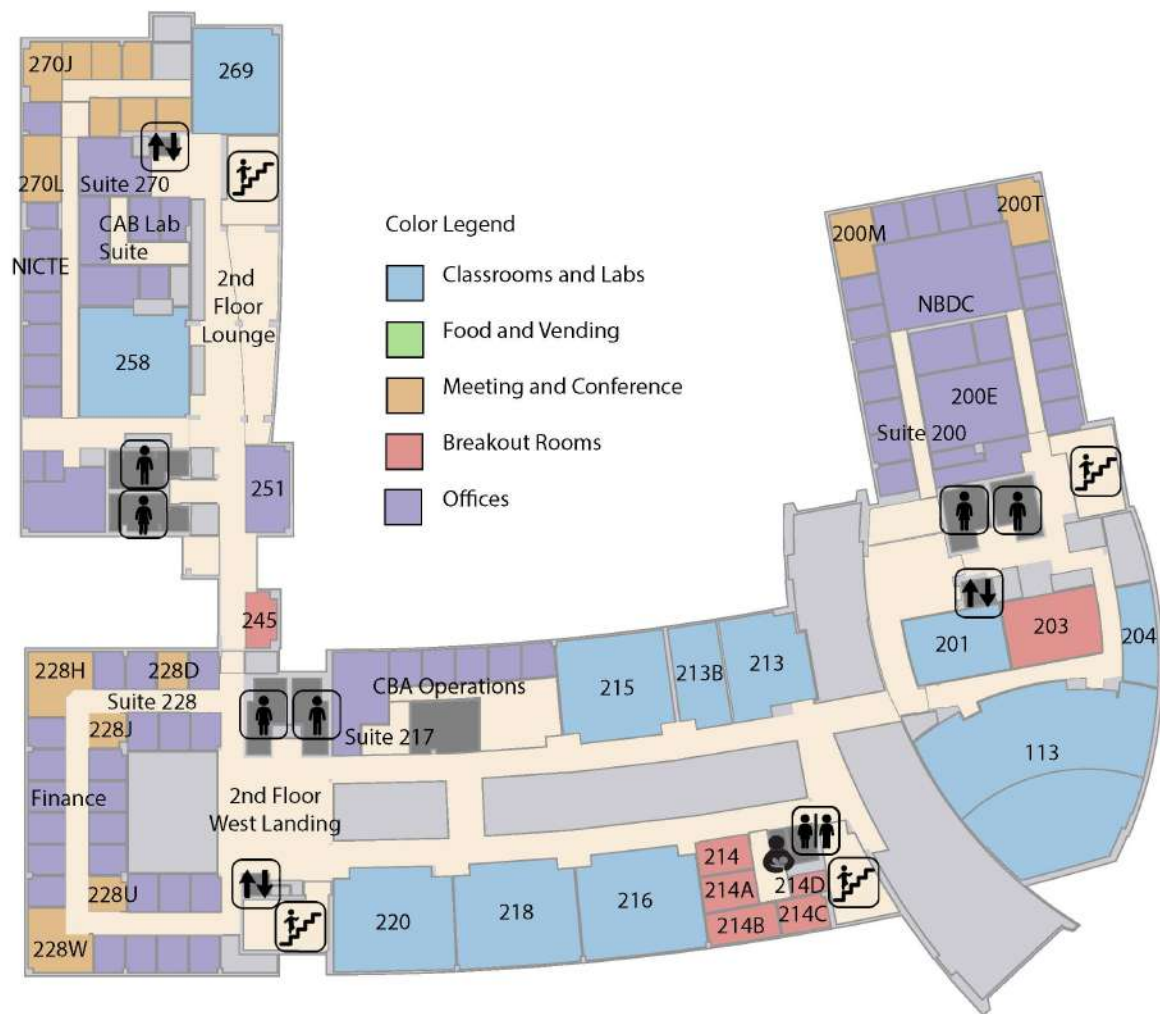 270J
269
270L
Suite 270
CAB Lab
Suite
NICTE
2nd
Floor
Lounge
258
251
245
Color Legend
Classrooms and Labs
Food and Vending
Meeting and Conference
Breakout Rooms
Offices
200M
200T
NBDC
200E
Suite 200
201
203
204
113
228H
228D
Suite 228
228J
Finance
228U
228W
2nd Floor
West Landing
CBA Operations
Suite 217
215
213B
213
220
218
216
214
214A
214B
214C
214D